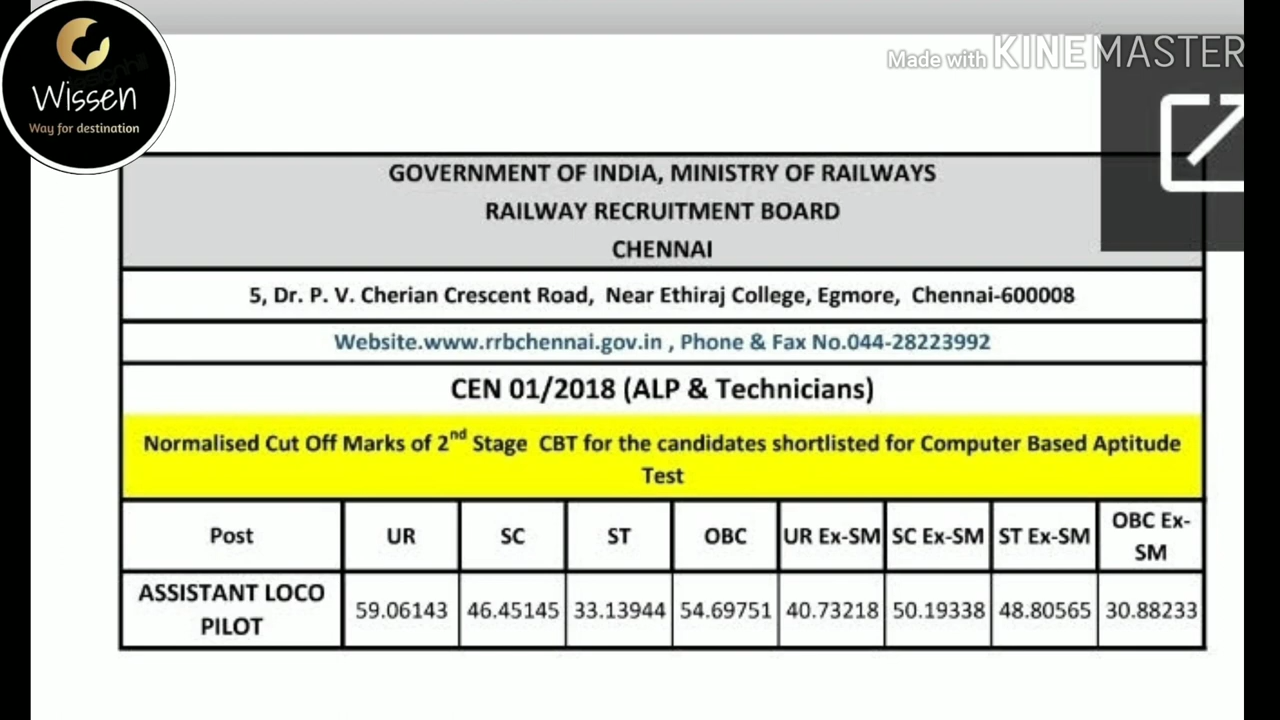 Wissen
Way for destination
Made with KINEMASTER
GOVERNMENT OF INDIA, MINISTRY OF RAILWAYS
RAILWAY RECRUITMENT BOARD
CHENNAI
5, Dr. P. V. Cherian Crescent Road, Near Ethiraj College, Egmore, Chennai-600008
Website.www.rrbchennai.gov.in , Phone & Fax No.044-28223992
CEN 01/2018 (ALP & Technicians)
Normalised Cut Off Marks of 2nd Stage CBT for the candidates shortlisted for Computer Based Aptitude
Test
Post UR SC ST OBC UR Ex-SM SC Ex-SM ST Ex-SM OBC Ex-
SM
ASSISTANT LOCO
PILOT 59.06143 46.45145 33.13944 54.69751 40.73218 50.19338 48.80565 30.88233